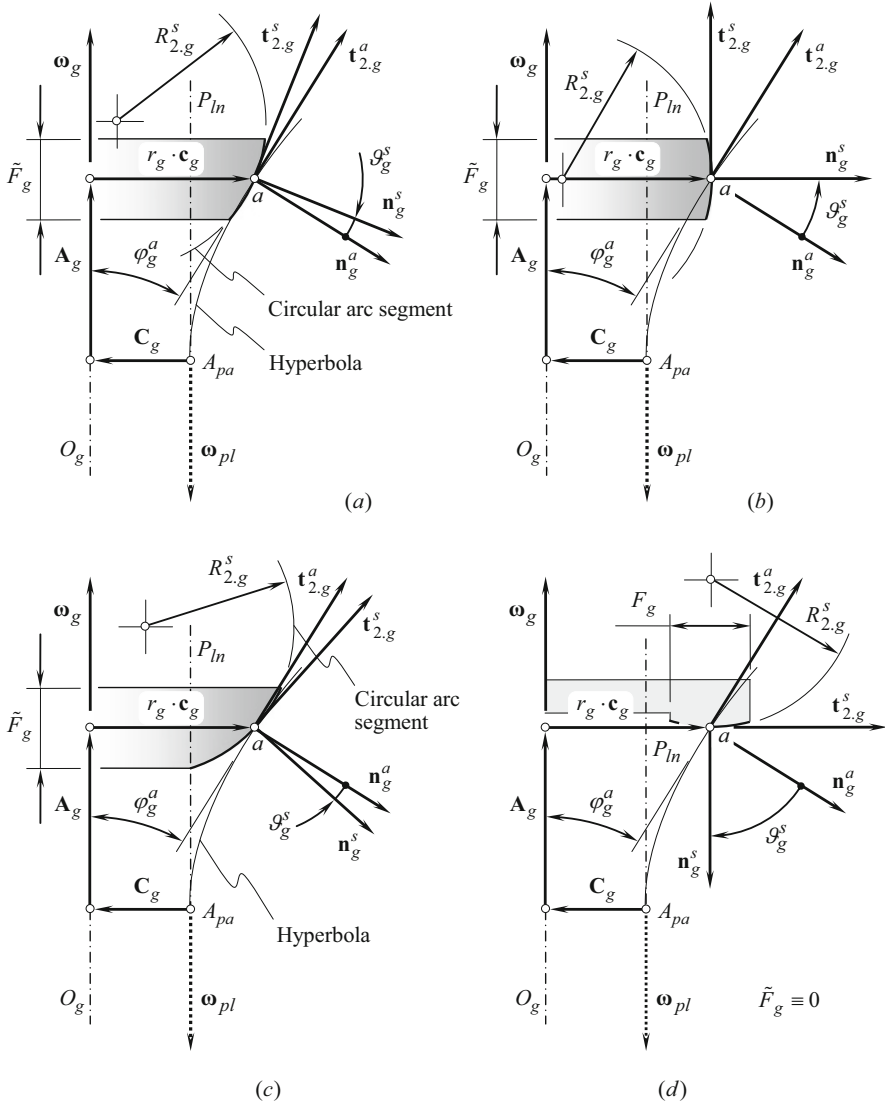 R^s_{2.g}
t^s_{2.g}
t^a_{2.g}
ω_g
P_{ln}
r_g · c_g
ϑ^s_g
F̃_g
a
n^s_g
A_g
φ^a_g
n^a_g
Circular arc segment
C_g
A_{pa}
Hyperbola
O_g
ω_{pl}
(a)
t^s_{2.g}
t^a_{2.g}
ω_g
R^s_{2.g}
P_{ln}
n^s_g
r_g · c_g
F̃_g
a
ϑ^s_g
A_g
φ^a_g
n^a_g
C_g
A_{pa}
O_g
ω_{pl}
(b)
R^s_{2.g}
t^a_{2.g}
t^s_{2.g}
ω_g
P_{ln}
r_g · c_g
Circular arc
segment
F̃_g
a
n^a_g
A_g
φ^a_g
ϑ^s_g
n^s_g
C_g
A_{pa}
Hyperbola
O_g
ω_{pl}
(c)
t^a_{2.g}
F_g
R^s_{2.g}
ω_g
r_g · c_g
t^s_{2.g}
a
P_{ln}
n^a_g
A_g
φ^a_g
ϑ^s_g
n^s_g
C_g
A_{pa}
O_g
ω_{pl}
F̃_g ≡ 0
(d)